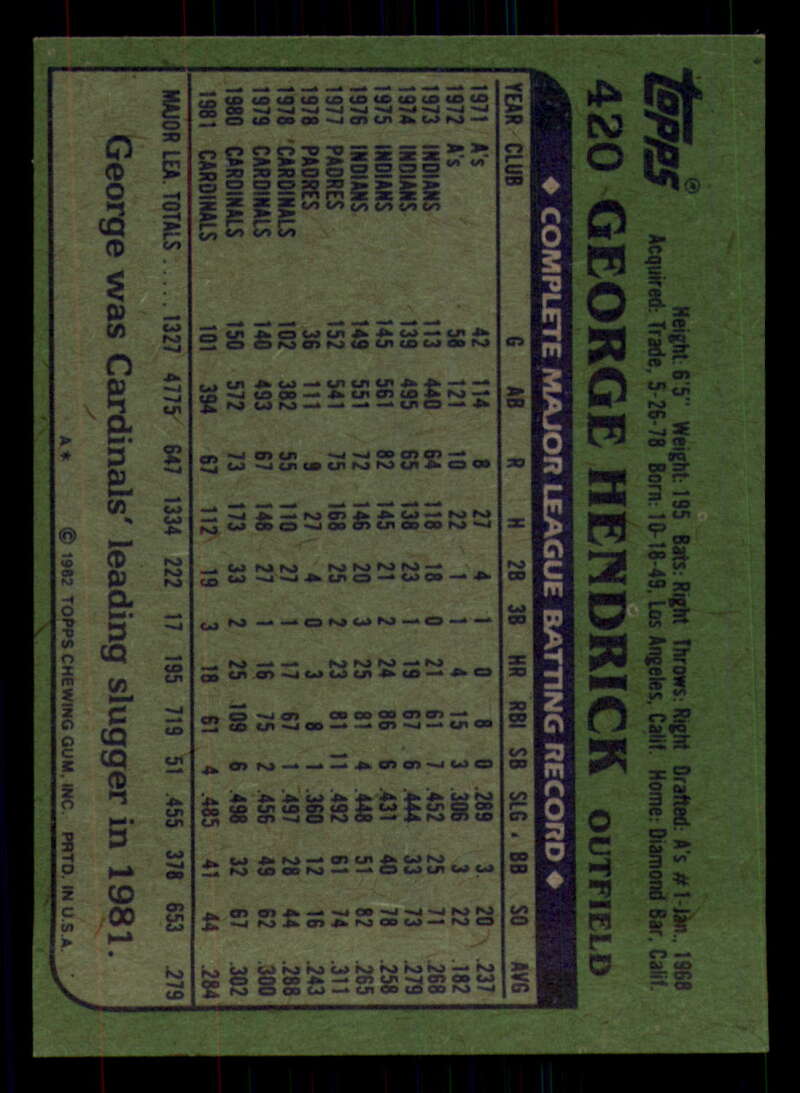 TOPPS®
Height: 6'5" Weight: 195 Bats: Right Throws: Right Drafted: A's #1-Jan., 1968
Acquired: Trade, 5-26-78 Born: 10-18-49, Los Angeles, Calif. Home: Diamond Bar, Calif.
420 GEORGE HENDRICK OUTFIELD
◆ COMPLETE MAJOR LEAGUE BATTING RECORD ◆
YEAR CLUB G AB R H 2B 3B HR RBI SB SLG. BB SO AVG
1971 A's 42 114 8 27 4 1 0 8 0 .289 3 20 .237
1972 A's 58 121 10 22 1 1 4 15 3 .306 3 22 .182
1973 INDIANS 113 440 64 118 18 0 21 61 7 .452 25 71 .268
1974 INDIANS 139 495 65 138 23 1 19 67 6 .444 33 73 .279
1975 INDIANS 145 561 82 145 21 2 24 86 6 .431 40 78 .258
1976 INDIANS 149 551 72 146 20 3 25 81 4 .448 51 82 .265
1977 PADRES 152 541 75 168 25 2 23 81 11 .492 61 74 .311
1978 PADRES 36 111 9 27 4 0 3 8 1 .360 12 16 .243
1978 CARDINALS 102 382 55 110 27 1 17 67 1 .497 28 44 .288
1979 CARDINALS 140 493 67 148 27 1 16 75 2 .456 49 62 .300
1980 CARDINALS 150 572 73 173 33 2 25 109 6 .498 32 67 .302
1981 CARDINALS 101 394 67 112 19 3 18 61 4 .485 41 44 .284
MAJOR LEA. TOTALS ..... 1327 4775 647 1334 222 17 195 719 51 .455 378 653 .279
George was Cardinals' leading slugger in 1981.
A* © 1982 TOPPS CHEWING GUM, INC. PRTD. IN U.S.A.